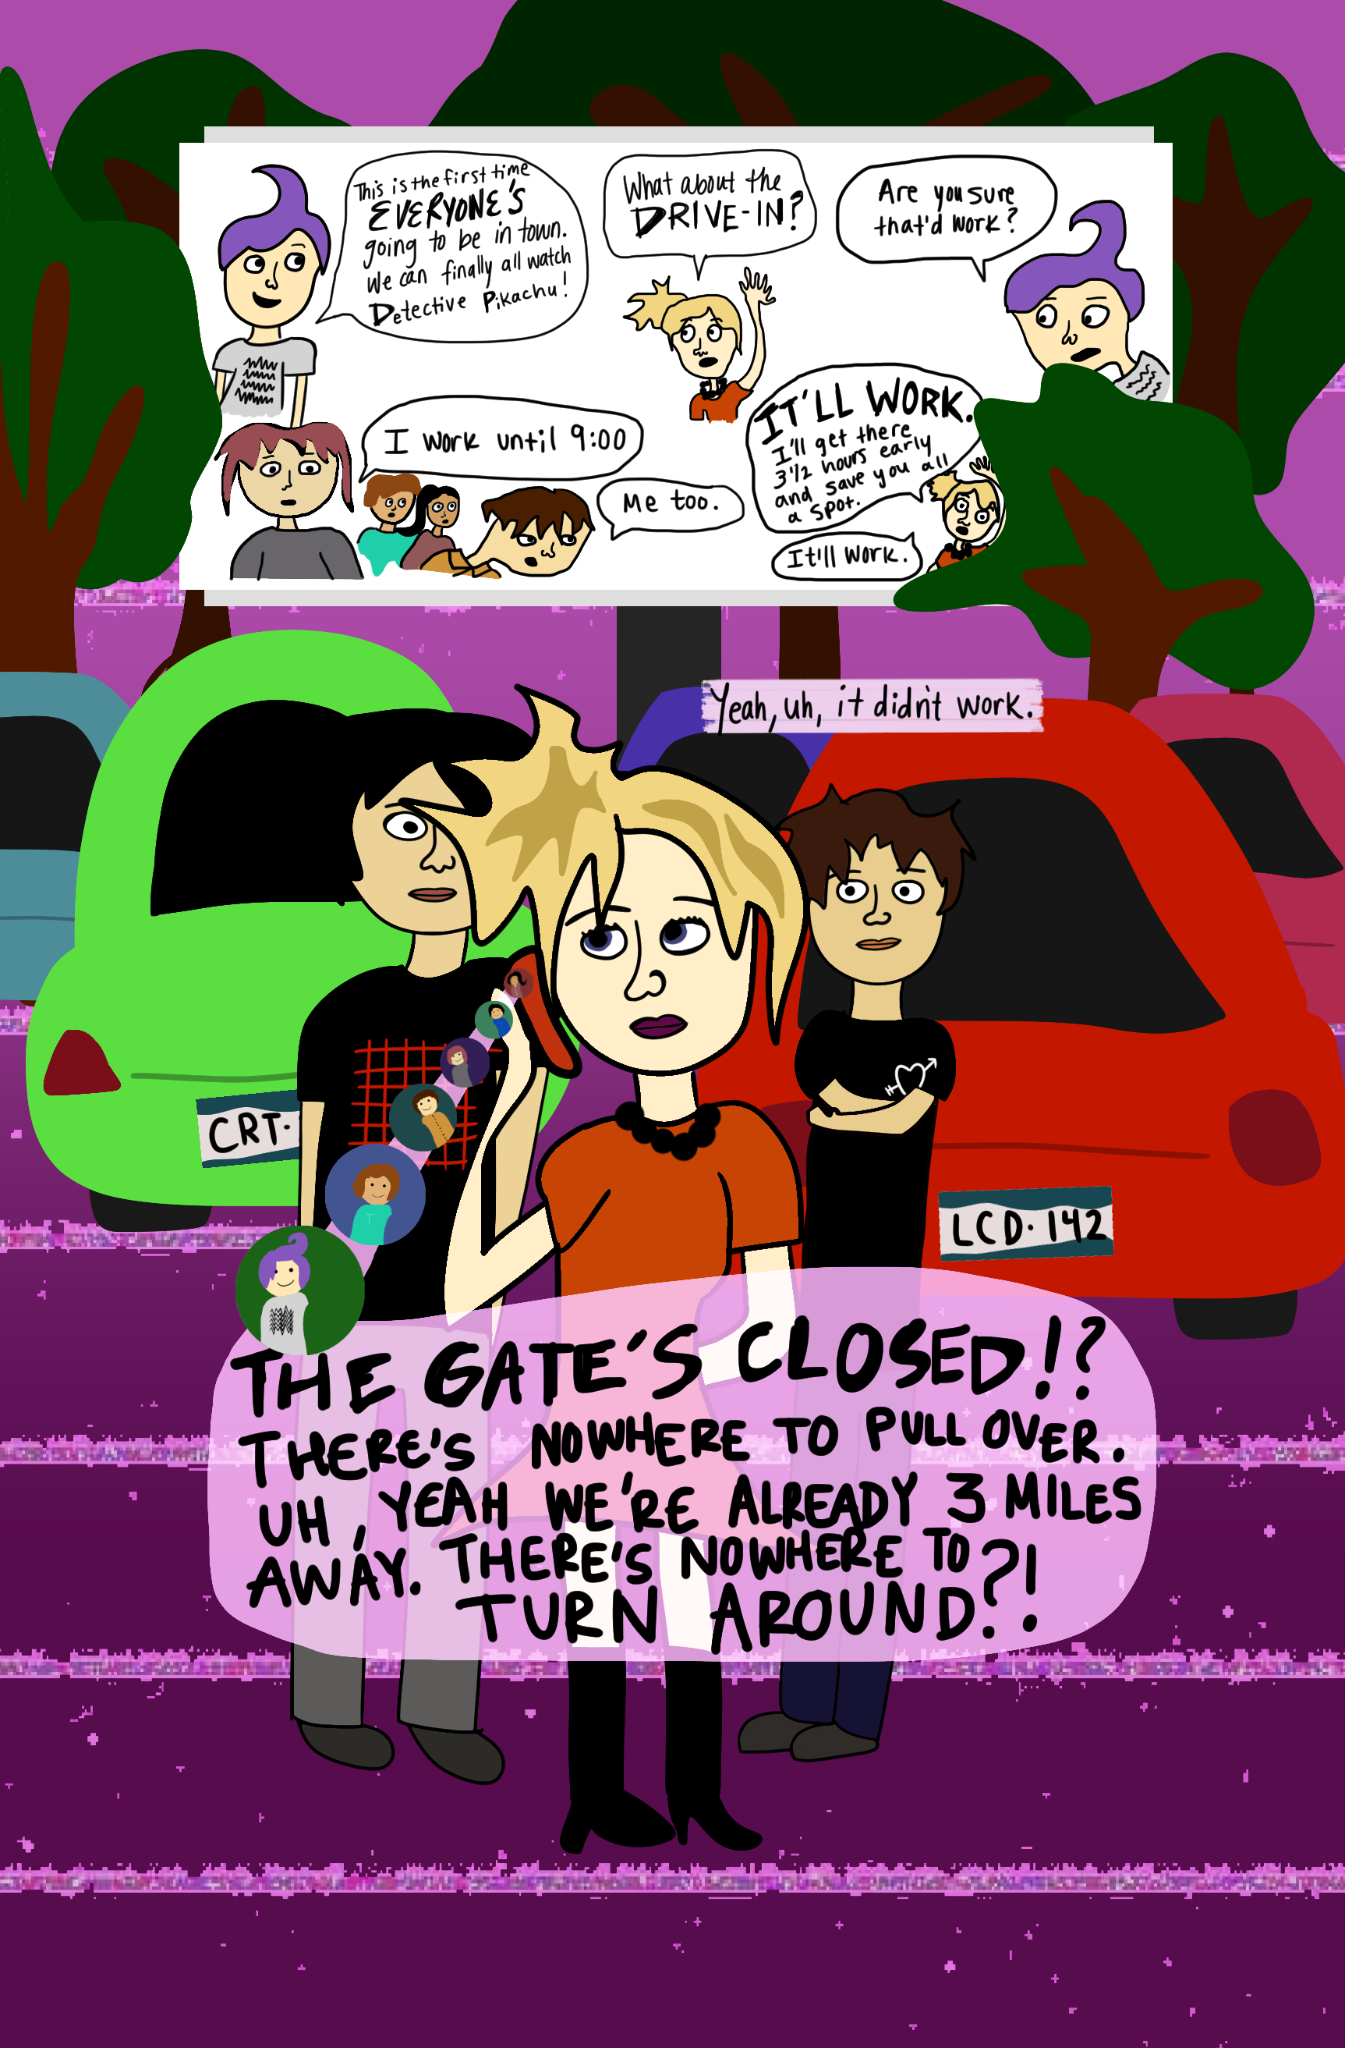 This is the first time
EVERYONE'S
going to be in town.
We can finally all watch
Detective Pikachu!
What about the
DRIVE-IN?
Are you sure
that'd work?
I work until 9:00
Me too.
IT'LL WORK.
I'll get there
3 1/2 hours early
and save you all
a spot.
It'll work.
Yeah, uh, it didn't work.
CRT·
LCD·142
THE GATE'S CLOSED!?
THERE'S NOWHERE TO PULL OVER.
UH, YEAH WE'RE ALREADY 3 MILES
AWAY. THERE'S NOWHERE TO
TURN AROUND?!